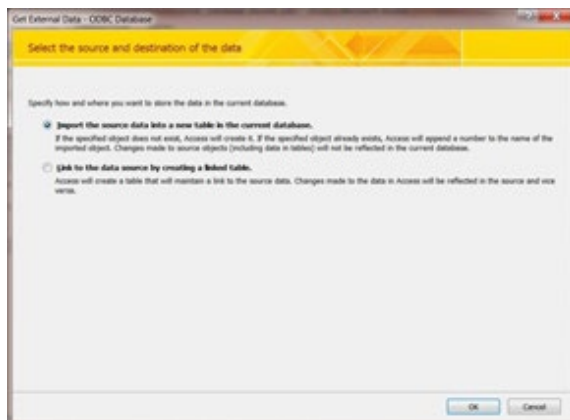 Get External Data - ODBC Database
Select the source and destination of the data
Specify how and where you want to store the data in the current database.
Import the source data into a new table in the current database.
If the specified object does not exist, Access will create it. If the specified object already exists, Access will append a number to the name of the
imported object. Changes made to source objects (including data in tables) will not be reflected in the current database.
Link to the data source by creating a linked table.
Access will create a table that will maintain a link to the source data. Changes made to the data in Access will be reflected in the source and vice
versa.
OK
Cancel